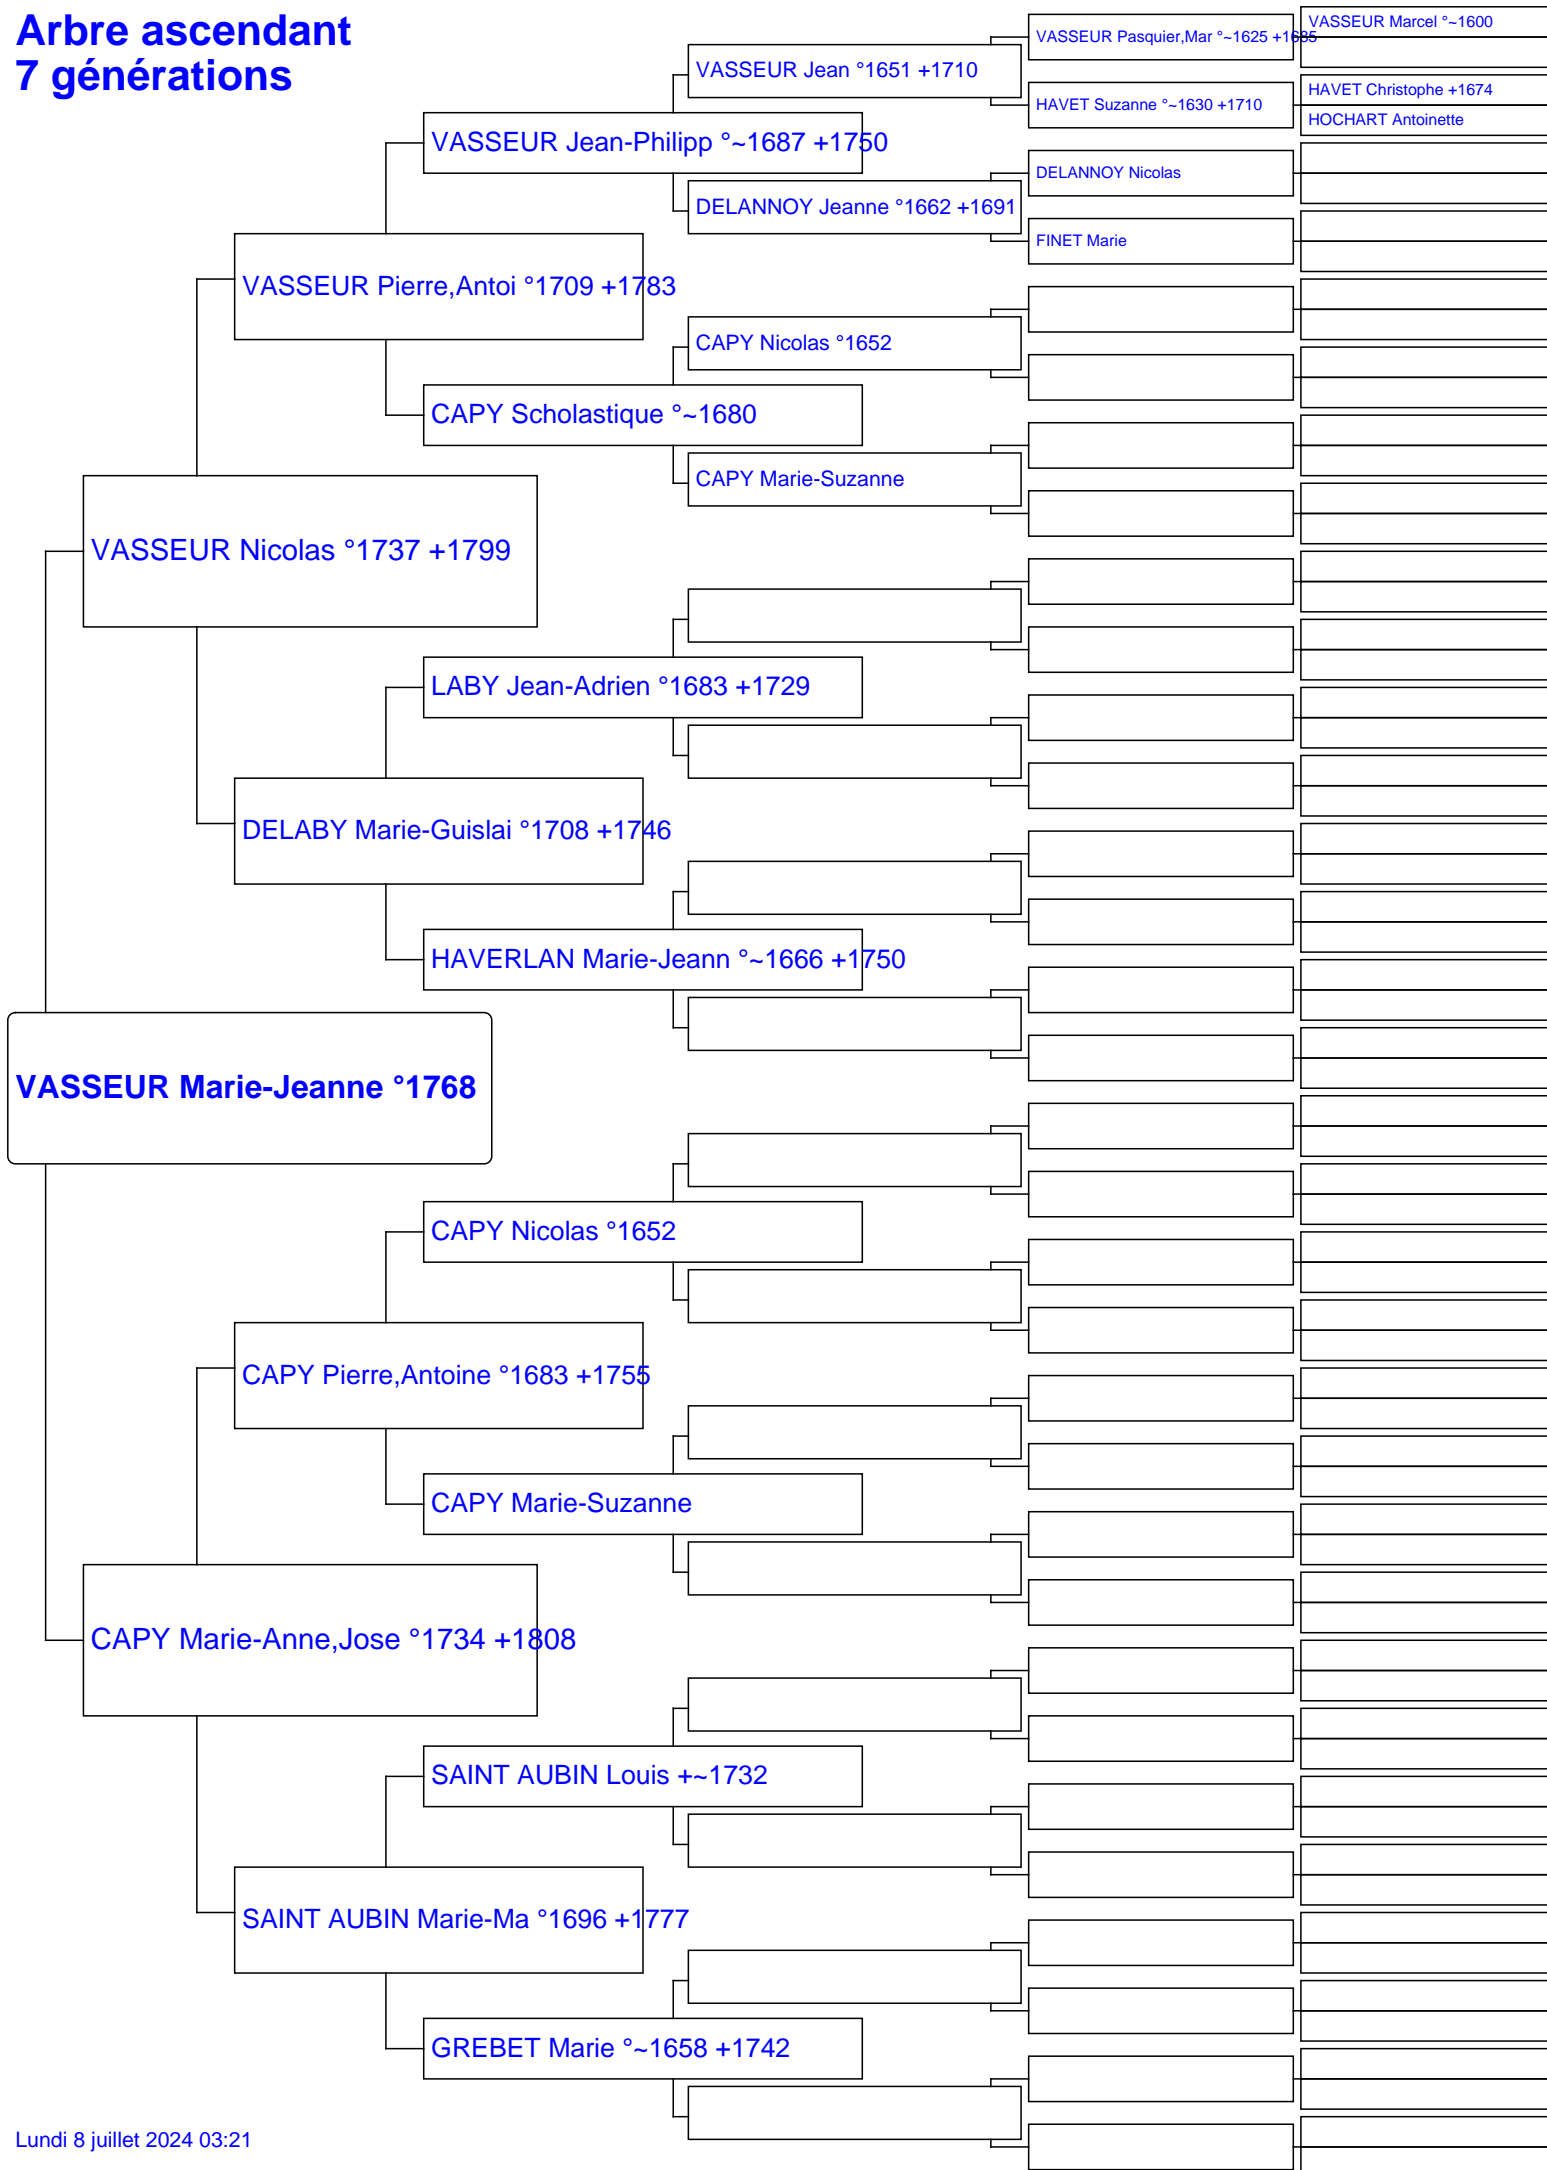 Arbre ascendant
7 générations
VASSEUR Marcel °~1600
VASSEUR Pasquier,Mar °~1625 +1685
VASSEUR Jean °1651 +1710
HAVET Christophe +1674
HAVET Suzanne °~1630 +1710
HOCHART Antoinette
VASSEUR Jean-Philipp °~1687 +1750
DELANNOY Nicolas
DELANNOY Jeanne °1662 +1691
FINET Marie
VASSEUR Pierre,Antoi °1709 +1783
CAPY Nicolas °1652
CAPY Scholastique °~1680
CAPY Marie-Suzanne
VASSEUR Nicolas °1737 +1799
LABY Jean-Adrien °1683 +1729
DELABY Marie-Guislai °1708 +1746
HAVERLAN Marie-Jeann °~1666 +1750
VASSEUR Marie-Jeanne °1768
CAPY Nicolas °1652
CAPY Pierre,Antoine °1683 +1755
CAPY Marie-Suzanne
CAPY Marie-Anne,Jose °1734 +1808
SAINT AUBIN Louis +~1732
SAINT AUBIN Marie-Ma °1696 +1777
GREBET Marie °~1658 +1742
Lundi 8 juillet 2024 03:21